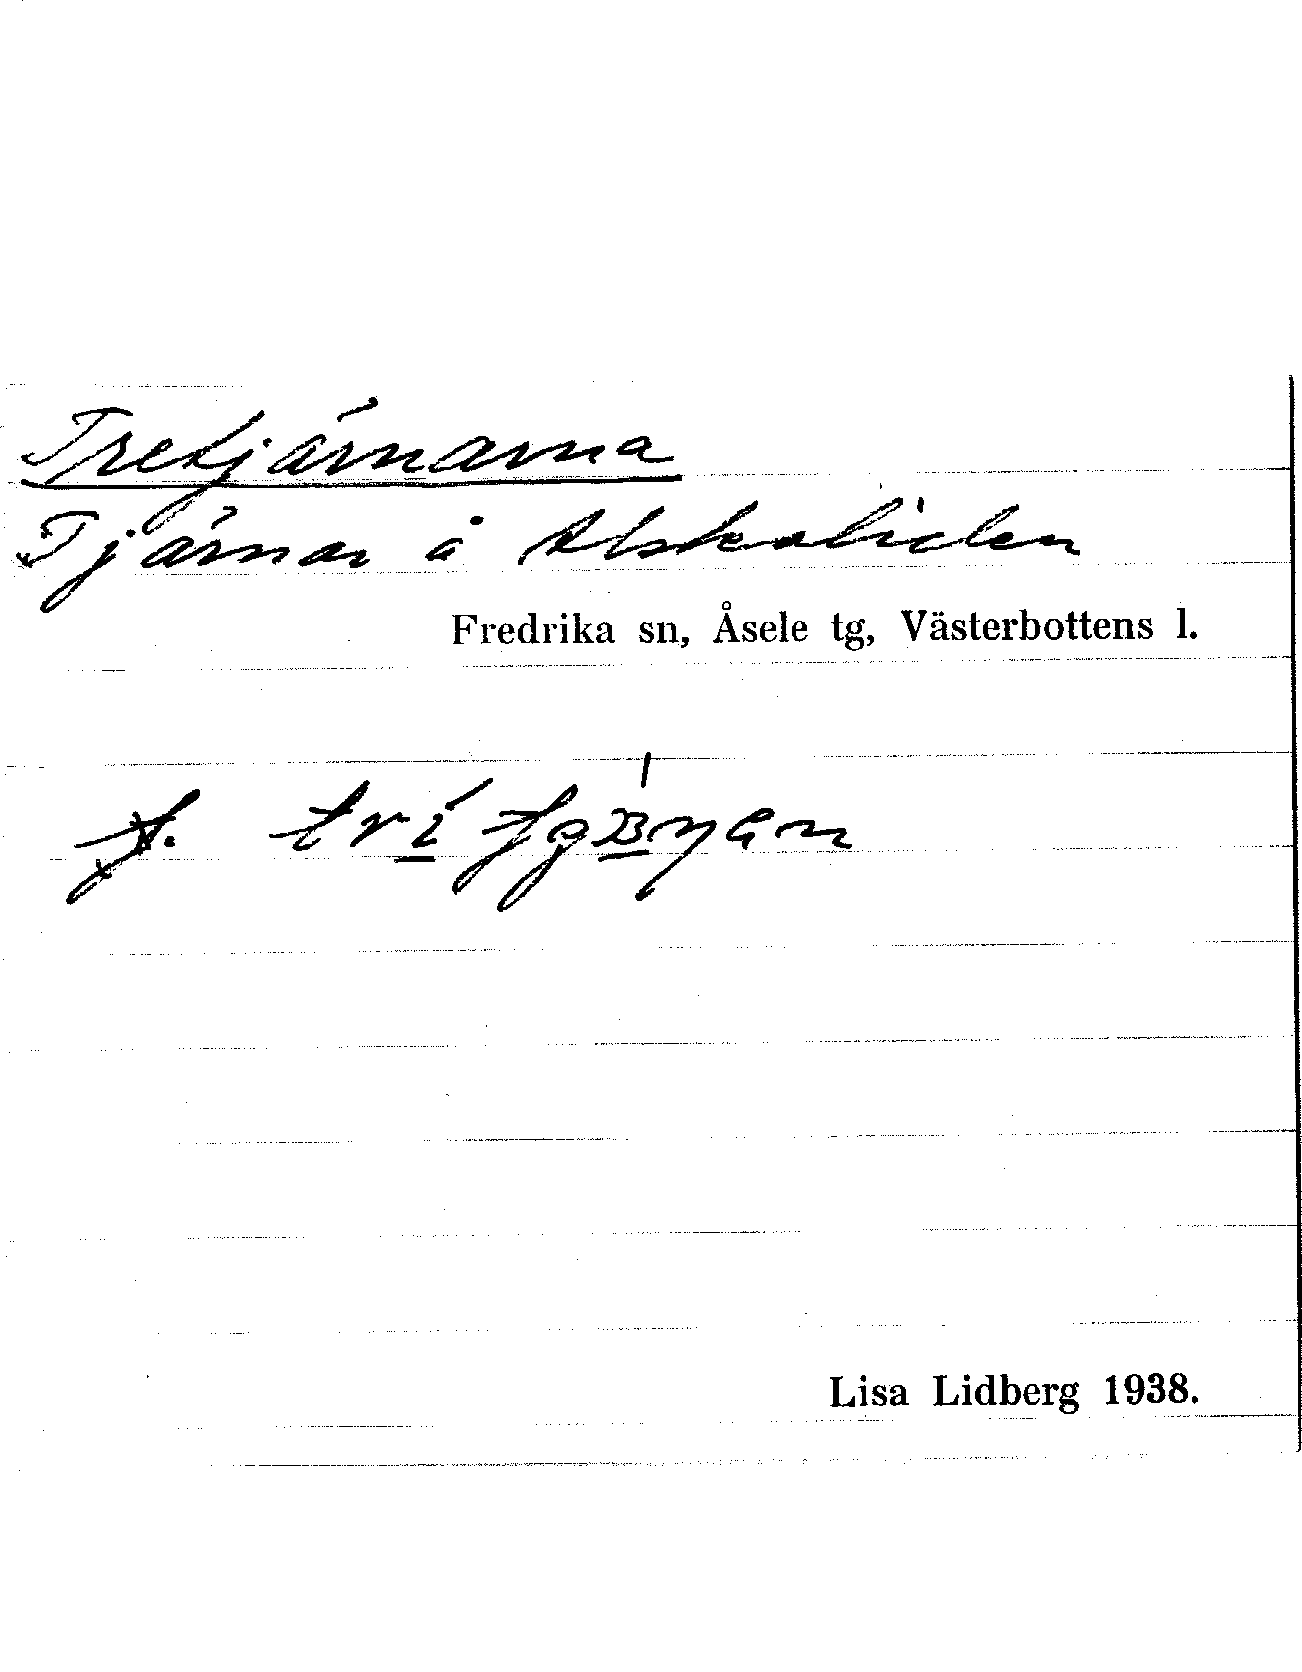 Tretjärnarna
Tjärnar å Alskaliden
Fredrika sn, Åsele tg, Västerbottens l.
Lisa Lidberg 1938.